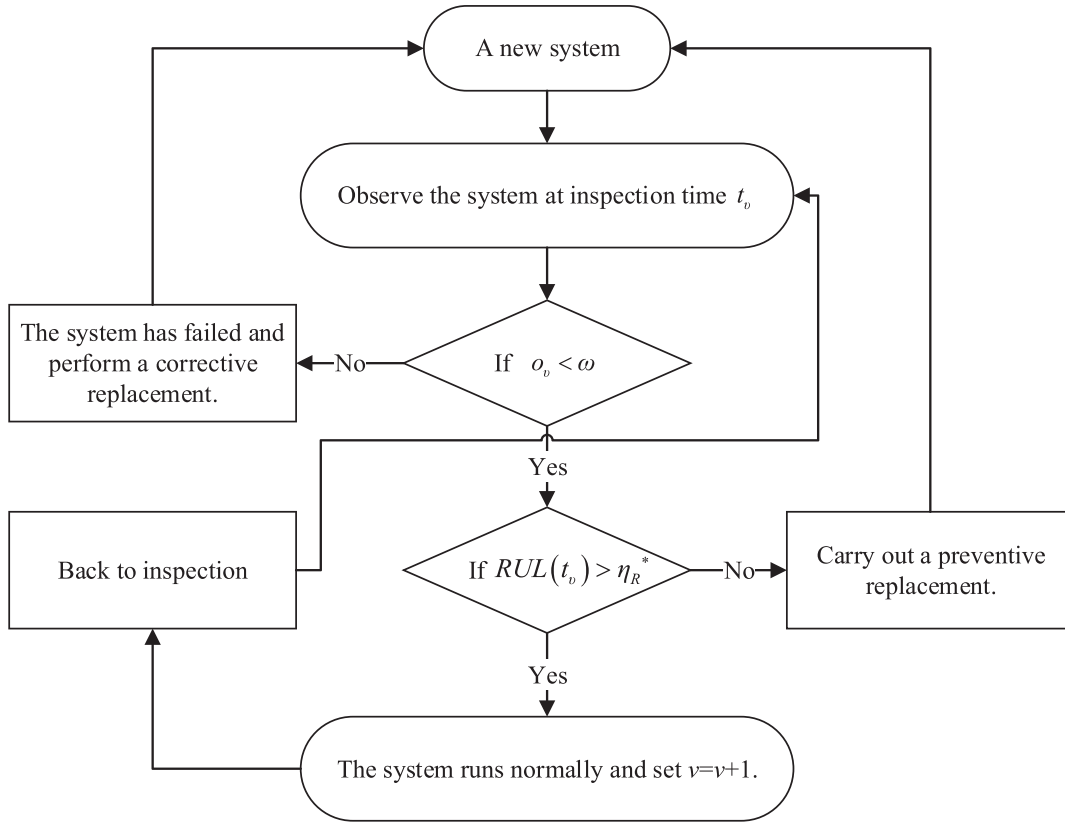 A new system
Observe the system at inspection time t_υ
The system has failed and
perform a corrective
replacement.
No
If o_υ < ω
Yes
Back to inspection
If RUL(t_υ) > η_R*
No
Carry out a preventive
replacement.
Yes
The system runs normally and set v=v+1.